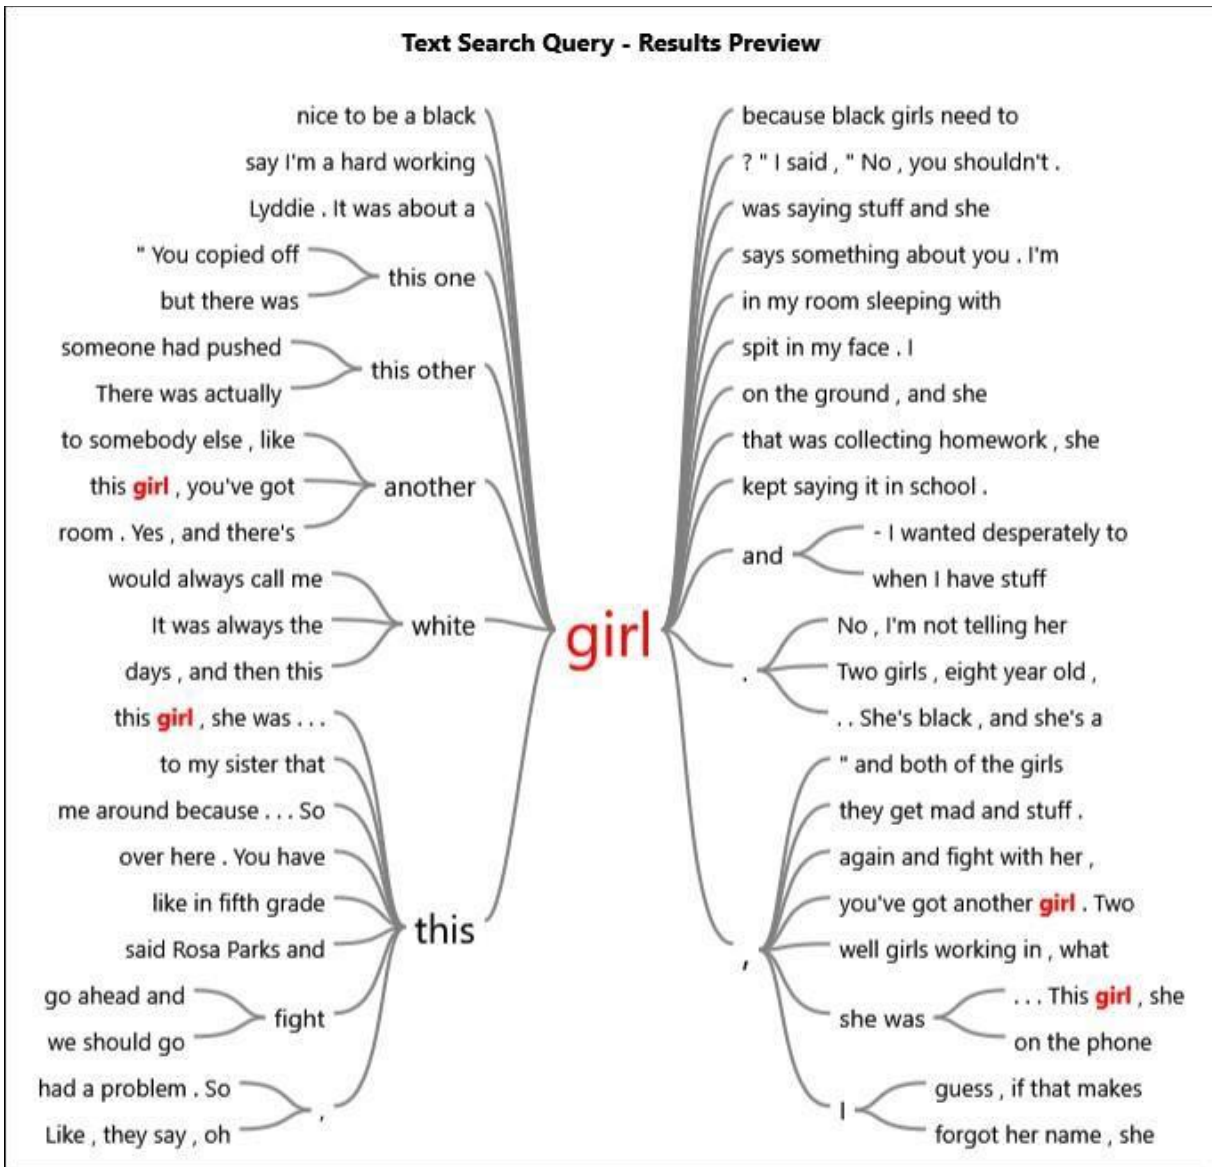 Text Search Query - Results Preview
nice to be a black
say I'm a hard working
Lyddie . It was about a
" You copied off
but there was
this one
someone had pushed
There was actually
this other
to somebody else , like
this girl , you've got
room . Yes , and there's
another
would always call me
It was always the
days , and then this
white
this girl , she was . . .
to my sister that
me around because . . . So
over here . You have
like in fifth grade
said Rosa Parks and
go ahead and
we should go
fight
had a problem . So
Like , they say , oh
,
this
girl
because black girls need to
? " I said , " No , you shouldn't .
was saying stuff and she
says something about you . I'm
in my room sleeping with
spit in my face . I
on the ground , and she
that was collecting homework , she
kept saying it in school .
and
- I wanted desperately to
when I have stuff
.
No , I'm not telling her
Two girls , eight year old ,
. . She's black , and she's a
,
" and both of the girls
they get mad and stuff .
again and fight with her ,
you've got another girl . Two
well girls working in , what
she was
. . . This girl , she
on the phone
I
guess , if that makes
forgot her name , she